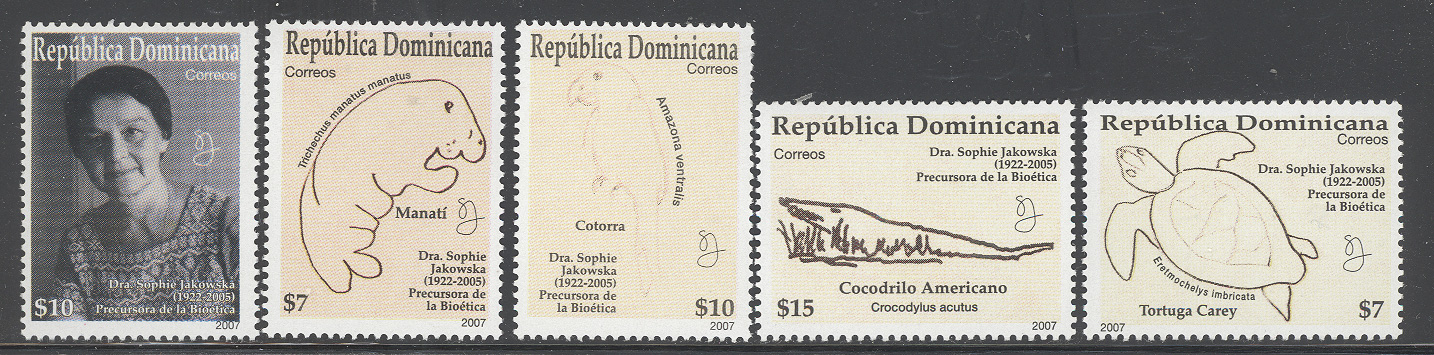 República Dominicana
Correos
$10
Dra. Sophie Jakowska
(1922-2005)
Precursora de la Bioética
2007
República Dominicana
Correos
Trichechus manatus manatus
Manatí
$7
Dra. Sophie
Jakowska
(1922-2005)
Precursora de
la Bioética
2007
República Dominicana
Correos
Amazona ventralis
Cotorra
Dra. Sophie
Jakowska
(1922-2005)
Precursora de
la Bioética
$10
2007
República Dominicana
Correos
Dra. Sophie Jakowska
(1922-2005)
Precursora de la Bioética
Cocodrilo Americano
$15
Crocodylus acutus
2007
República Dominicana
Correos
Dra. Sophie Jakowska
(1922-2005)
Precursora de
la Bioética
Eretmochelys imbricata
Tortuga Carey
$7
2007